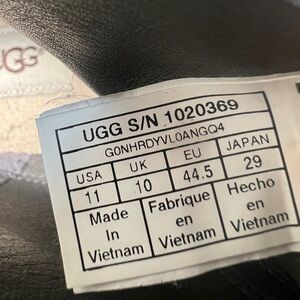 UGG
UGG S/N 1020369
G0NHRDYVL0ANGQ4
USA UK EU JAPAN
11 10 44.5 29
Made In Vietnam
Fabrique en Vietnam
Hecho en Vietnam